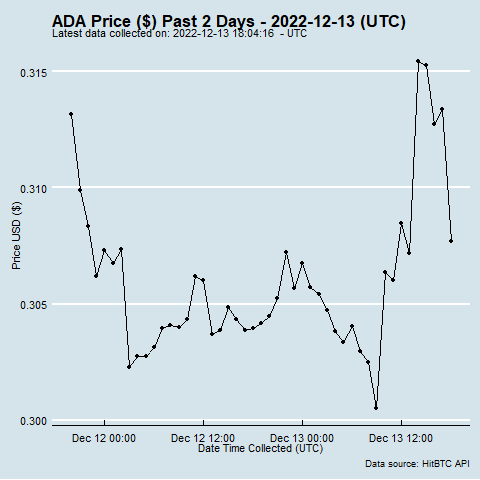 ADA Price ($) Past 2 Days - 2022-12-13 (UTC)
Latest data collected on: 2022-12-13 18:04:16 - UTC
0.315
0.310
0.305
0.300
Price USD ($)
Dec 12 00:00 Dec 12 12:00 Dec 13 00:00 Dec 13 12:00
Date Time Collected (UTC)
Data source: HitBTC API